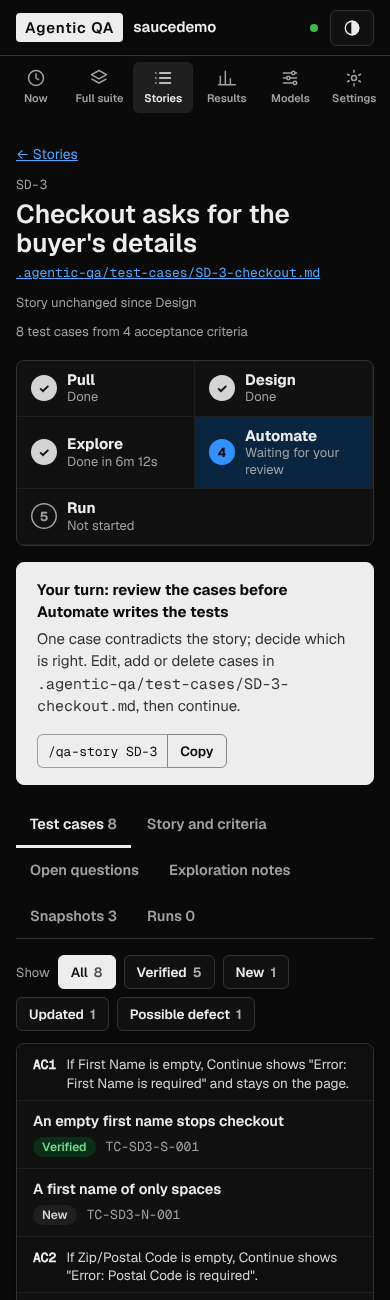 Agentic QA saucedemo
Now Full suite Stories Results Models Settings
← Stories
SD-3
Checkout asks for the
buyer's details
.agentic-qa/test-cases/SD-3-checkout.md
Story unchanged since Design
8 test cases from 4 acceptance criteria
Pull
Done
Design
Done
Explore
Done in 6m 12s
4
Automate
Waiting for your
review
5
Run
Not started
Your turn: review the cases before
Automate writes the tests
One case contradicts the story; decide which
is right. Edit, add or delete cases in
.agentic-qa/test-cases/SD-3-
checkout.md, then continue.
/qa-story SD-3 Copy
Test cases 8 Story and criteria
Open questions Exploration notes
Snapshots 3 Runs 0
Show All 8 Verified 5 New 1
Updated 1 Possible defect 1
AC1 If First Name is empty, Continue shows "Error:
First Name is required" and stays on the page.
An empty first name stops checkout
Verified TC-SD3-S-001
A first name of only spaces
New TC-SD3-N-001
AC2 If Zip/Postal Code is empty, Continue shows
"Error: Postal Code is required".